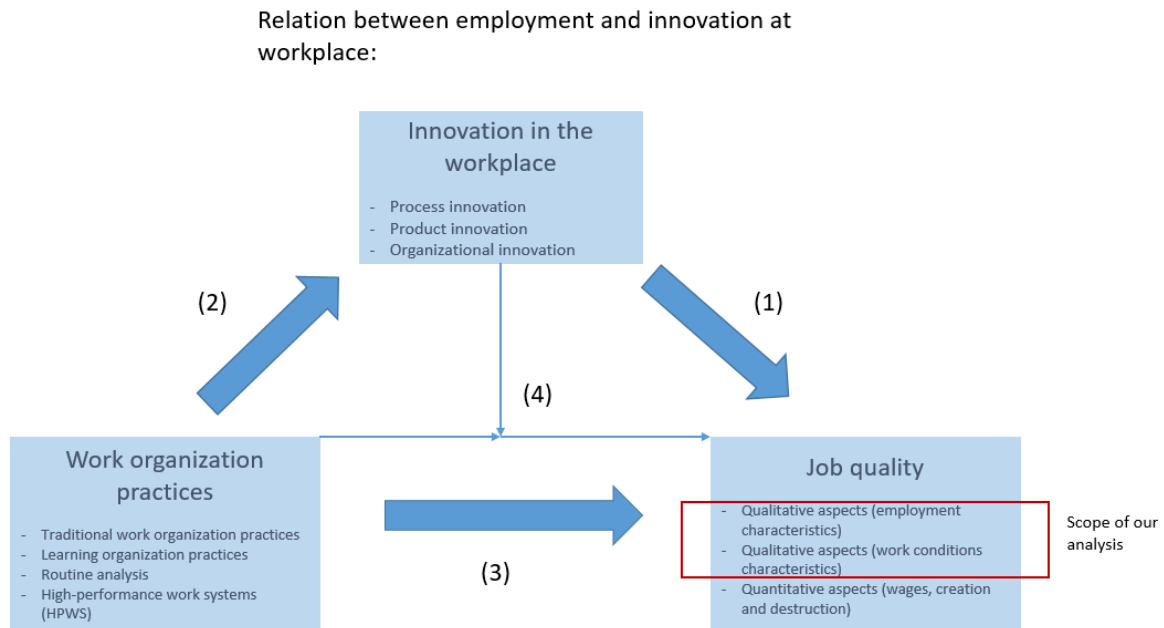 Relation between employment and innovation at
workplace:
Innovation in the
workplace
- Process innovation
- Product innovation
- Organizational innovation
(2)
(1)
(4)
Work organization
practices
- Traditional work organization practices
- Learning organization practices
- Routine analysis
- High-performance work systems
(HPWS)
(3)
Job quality
- Qualitative aspects (employment
characteristics)
- Qualitative aspects (work conditions
characteristics)
- Quantitative aspects (wages, creation
and destruction)
Scope of our
analysis